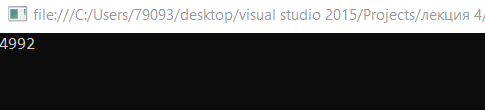 file:///C:/Users/79093/desktop/visual studio 2015/Projects/лекция 4/
4992